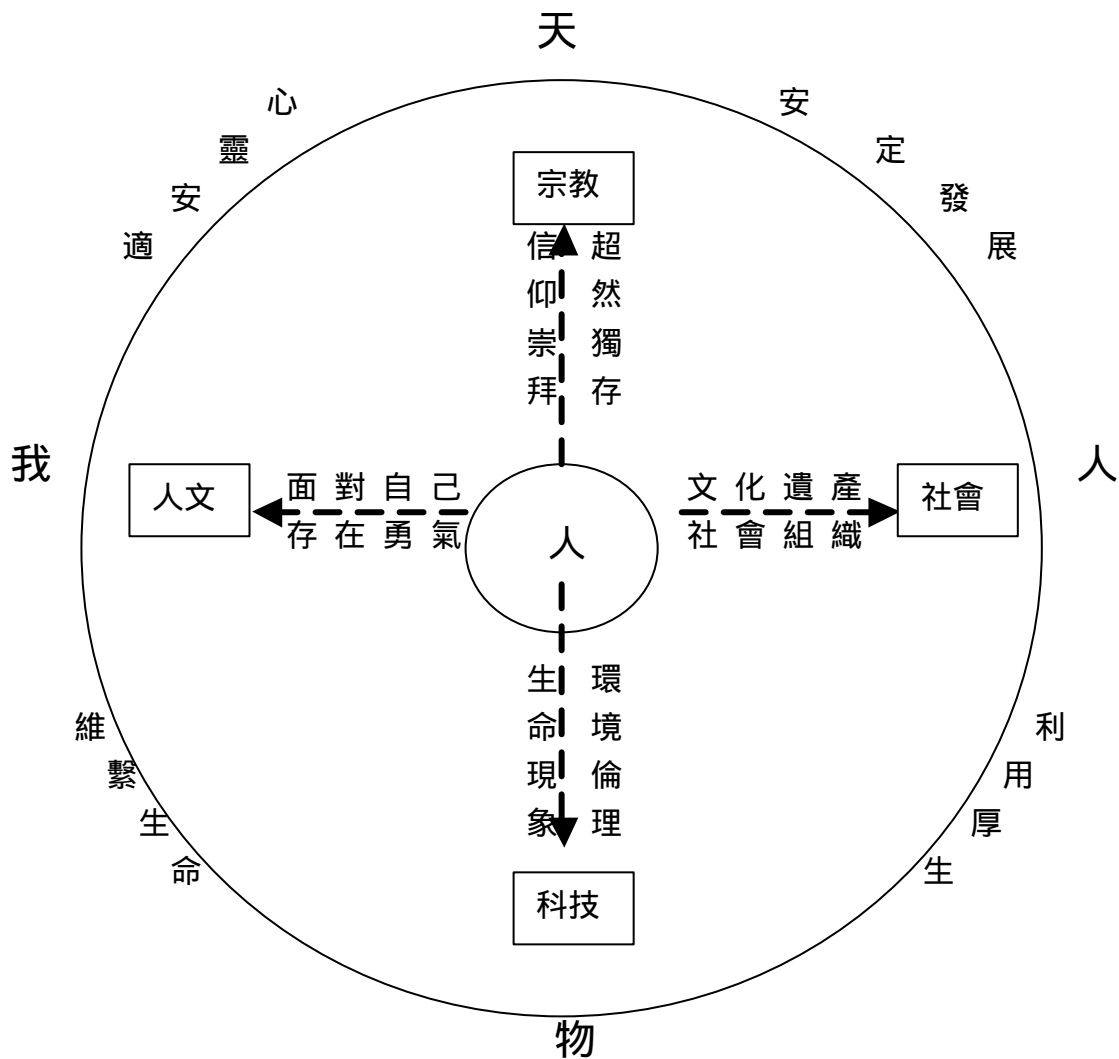 天
心靈安適
安定發展
宗教
信仰崇拜
超然獨存
我
人
人文
面對自己
存在勇氣
人
文化遺產
社會組織
社會
生命現象
環境倫理
維繫生命
利用厚生
科技
物